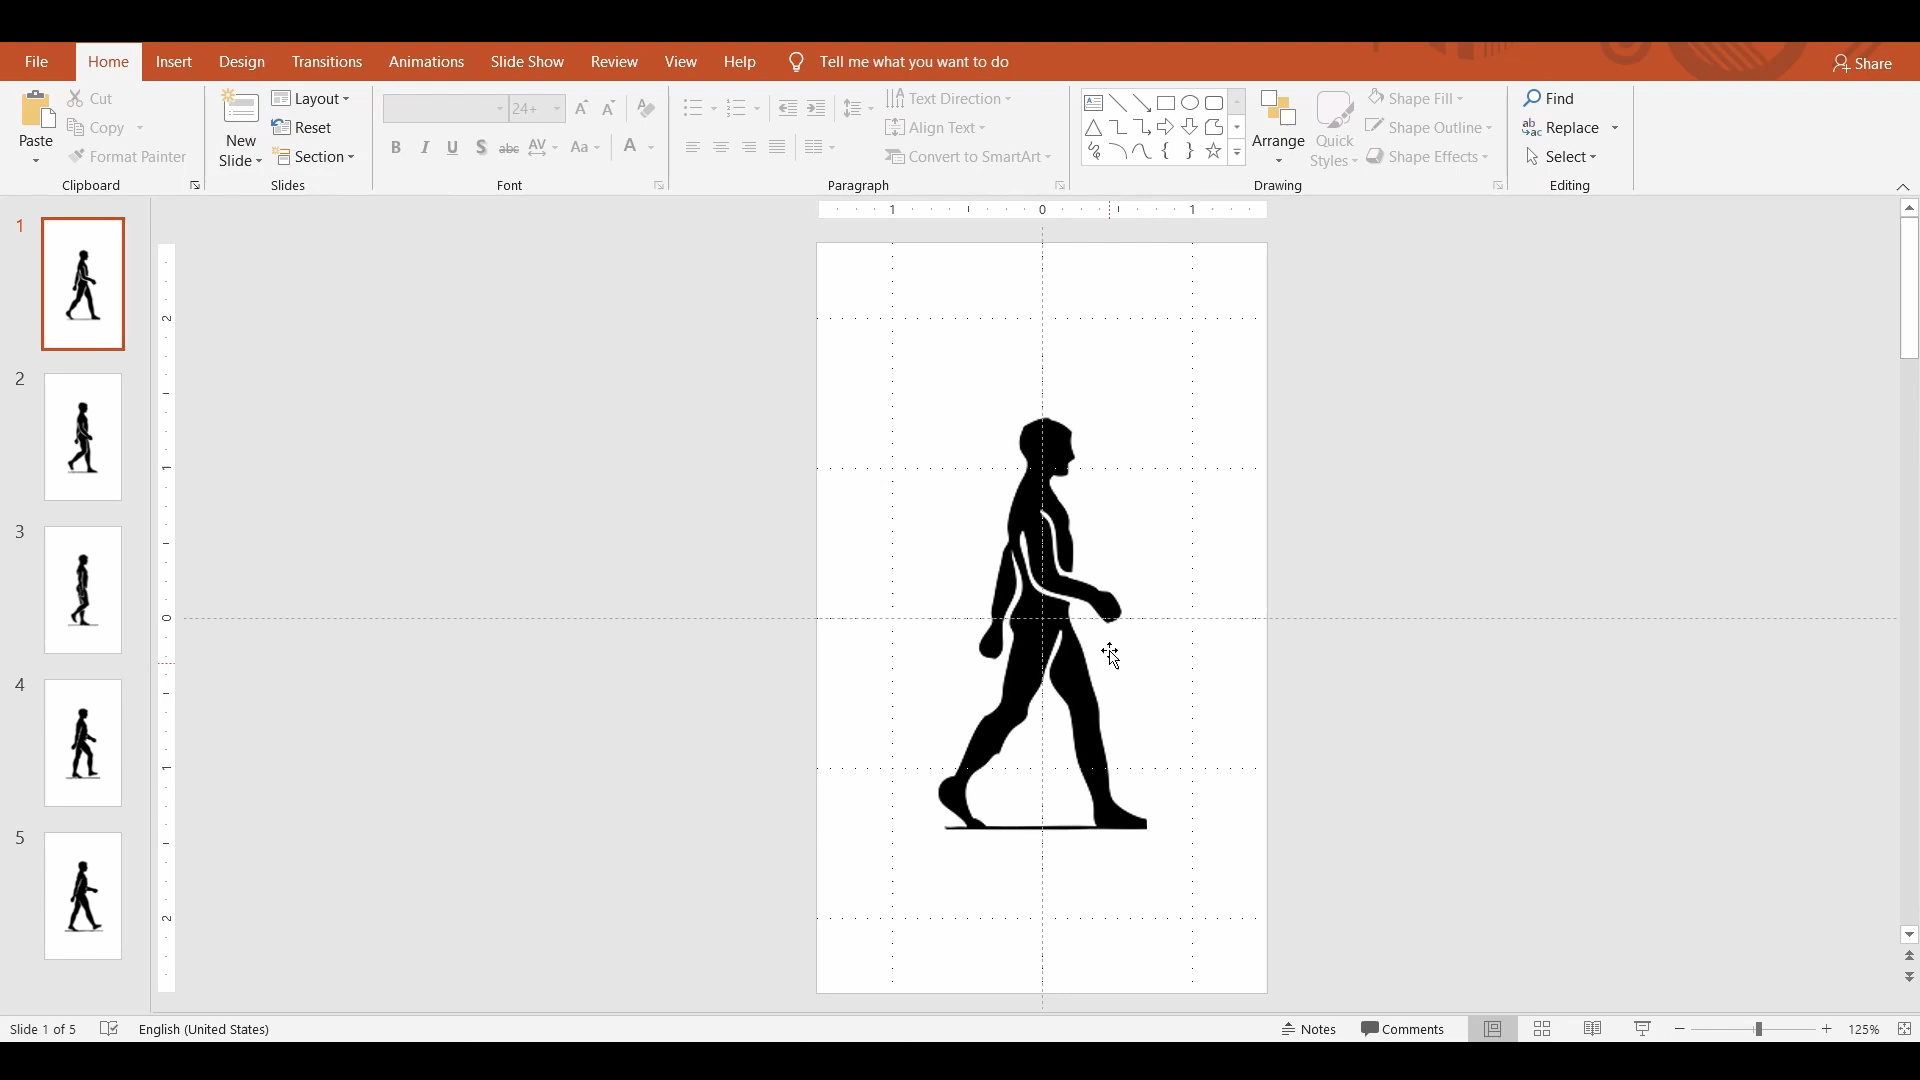 File Home Insert Design Transitions Animations Slide Show Review View Help Tell me what you want to do Share
Paste Cut Copy Format Painter Clipboard
New Slide Layout Reset Section Slides
24+ B I U S abc AV Aa A Font
Text Direction Align Text Convert to SmartArt Paragraph
Arrange Quick Styles Shape Fill Shape Outline Shape Effects Drawing
Find Replace Select Editing
1 0 1
2 1 0 1 2
1
2
3
4
5
Slide 1 of 5 English (United States) Notes Comments 125%